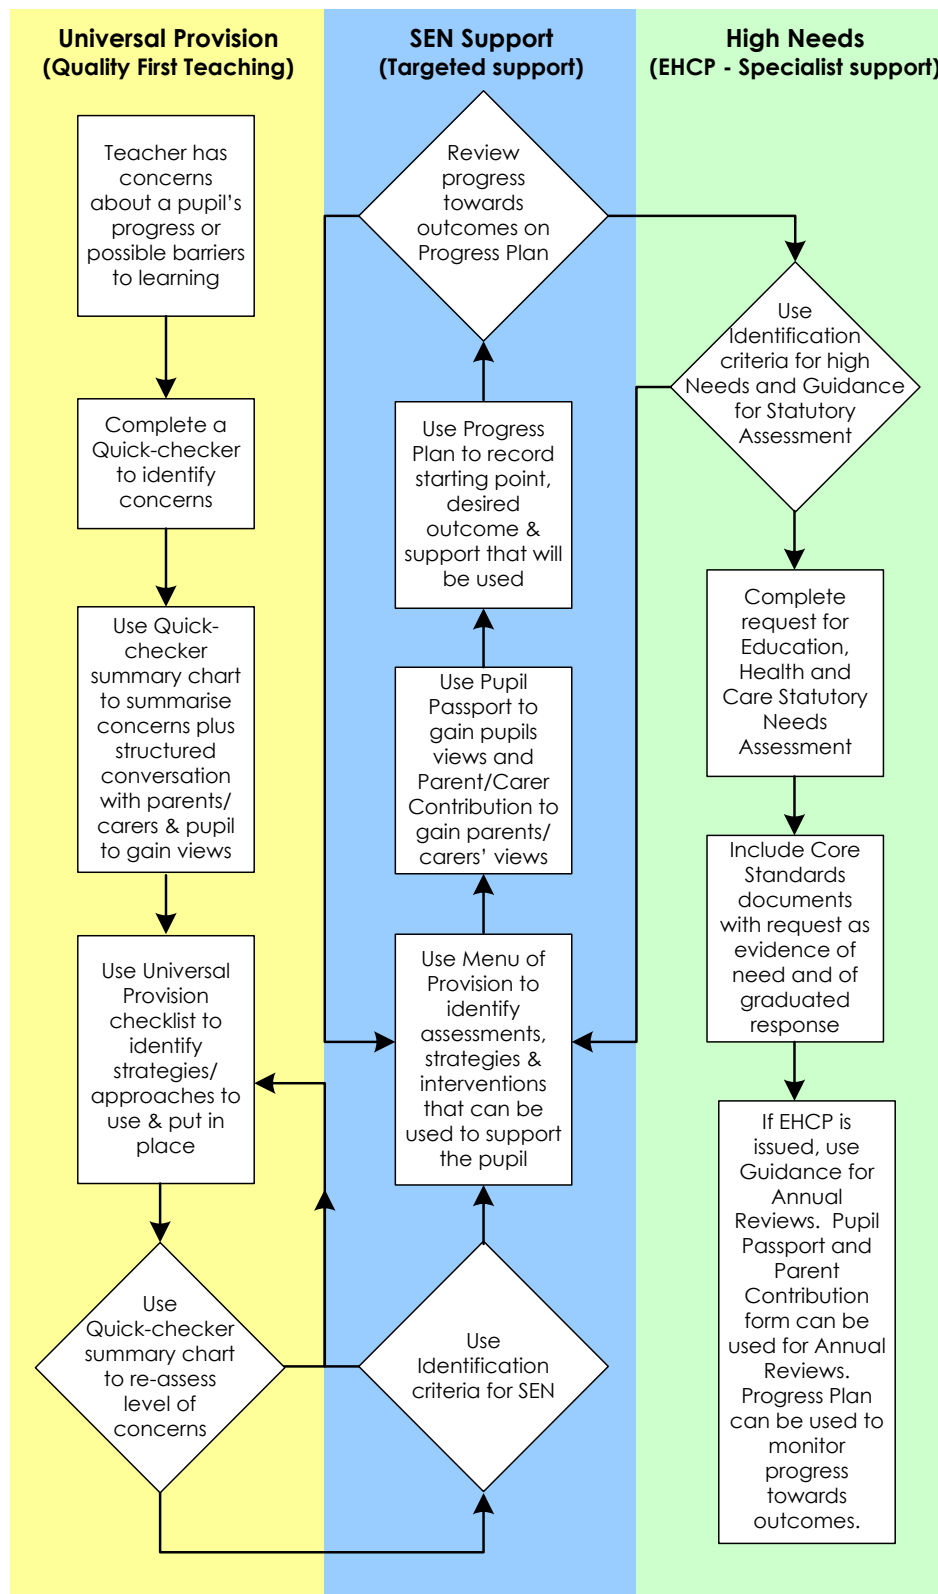 Universal Provision
(Quality First Teaching)
Teacher has
concerns
about a pupil's
progress or
possible barriers
to learning
Complete a
Quick-checker
to identify
concerns
Use Quick-
checker
summary chart
to summarise
concerns plus
structured
conversation
with parents/
carers & pupil
to gain views
Use Universal
Provision
checklist to
identify
strategies/
approaches to
use & put in
place
Use
Quick-checker
summary chart
to re-assess
level of
concerns
SEN Support
(Targeted support)
Review
progress
towards
outcomes on
Progress Plan
Use Progress
Plan to record
starting point,
desired
outcome &
support that will
be used
Use Pupil
Passport to
gain pupils
views and
Parent/Carer
Contribution to
gain parents/
carers' views
Use Menu of
Provision to
identify
assessments,
strategies &
interventions
that can be
used to support
the pupil
Use
Identification
criteria for SEN
High Needs
(EHCP - Specialist support)
Use
Identification
criteria for high
Needs and Guidance
for Statutory
Assessment
Complete
request for
Education,
Health and
Care Statutory
Needs
Assessment
Include Core
Standards
documents
with request as
evidence of
need and of
graduated
response
If EHCP is
issued, use
Guidance for
Annual
Reviews. Pupil
Passport and
Parent
Contribution
form can be
used for Annual
Reviews.
Progress Plan
can be used to
monitor
progress
towards
outcomes.